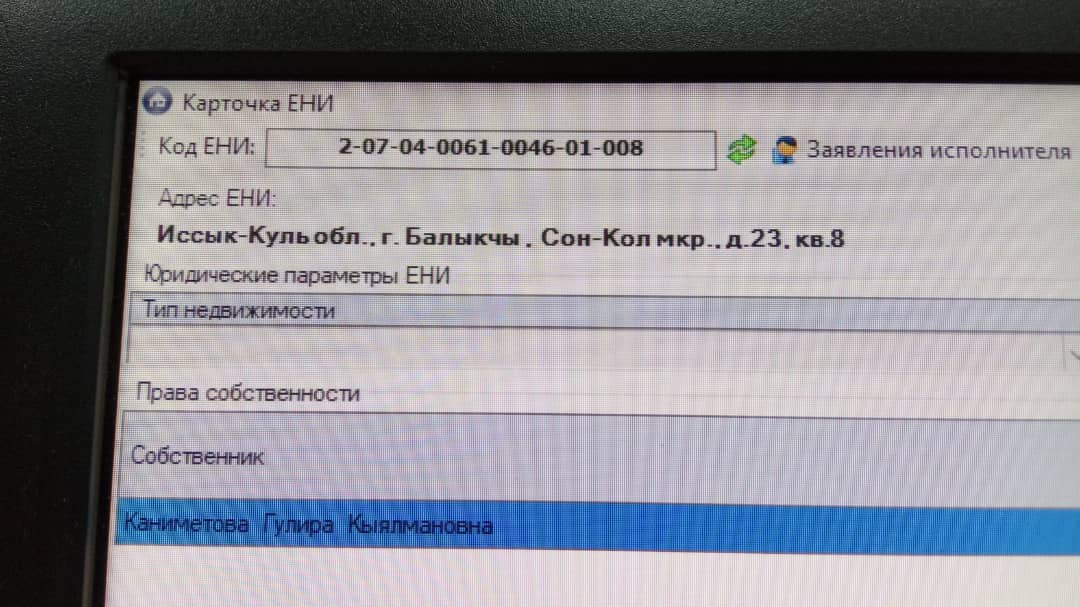 Карточка ЕНИ
Код ЕНИ: 2-07-04-0061-0046-01-008 Заявления исполнителя
Адрес ЕНИ:
Иссык-Куль обл., г. Балыкчы , Сон-Кол мкр., д.23, кв.8
Юридические параметры ЕНИ
Тип недвижимости
Права собственности
Собственник
Каниметова Гулира Кыялмановна